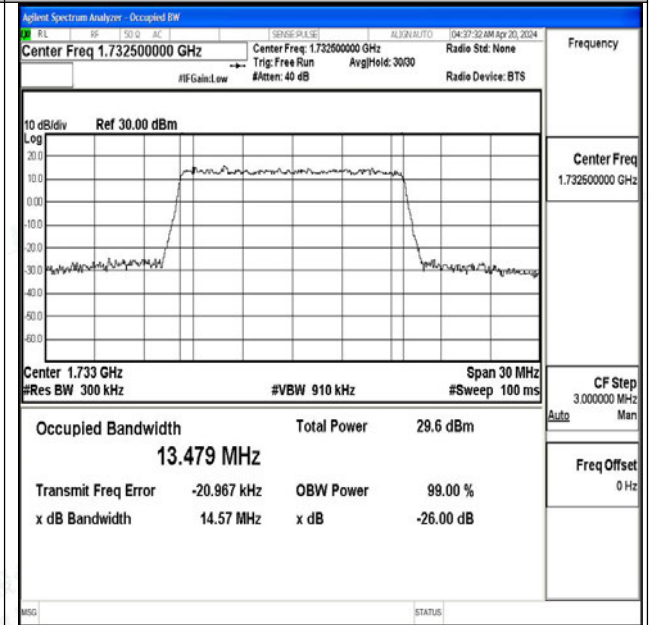 Agilent Spectrum Analyzer - Occupied BW
RL RF 50 Ω AC SENSE:PULSE ALIGNAUTO 04:37:32 AM Apr 20, 2024
Center Freq 1.732500000 GHz
Center Freq: 1.732500000 GHz
Radio Std: None
Trig: Free Run Avg|Hold: 30/30
#IFGain:Low
#Atten: 40 dB
Radio Device: BTS
Frequency
10 dB/div Ref 30.00 dBm
Log
20.0
10.0
0.00
-10.0
-20.0
-30.0
-40.0
-50.0
-60.0
Center 1.733 GHz
Span 30 MHz
#Res BW 300 kHz
#VBW 910 kHz
#Sweep 100 ms
Occupied Bandwidth
13.479 MHz
Total Power 29.6 dBm
Transmit Freq Error -20.967 kHz
OBW Power 99.00 %
x dB Bandwidth 14.57 MHz
x dB -26.00 dB
Center Freq
1.732500000 GHz
CF Step
3.000000 MHz
Auto Man
Freq Offset
0 Hz
MSG
STATUS